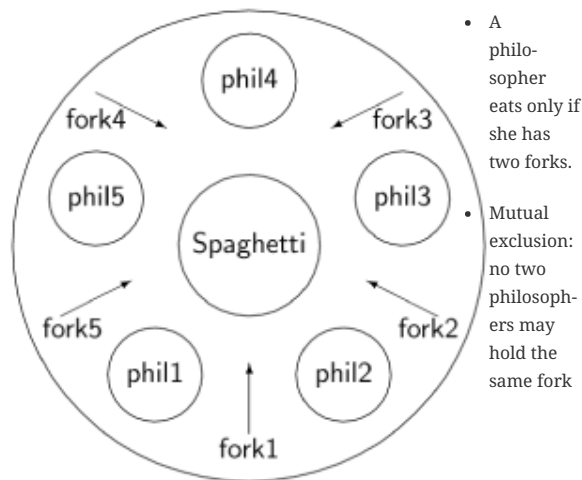 phil4
fork4
fork3
phil5
phil3
Spaghetti
fork5
fork2
phil1
phil2
fork1
• A
philo-
sopher
eats only if
she has
two forks.
• Mutual
exclusion:
no two
philosoph-
ers may
hold the
same fork